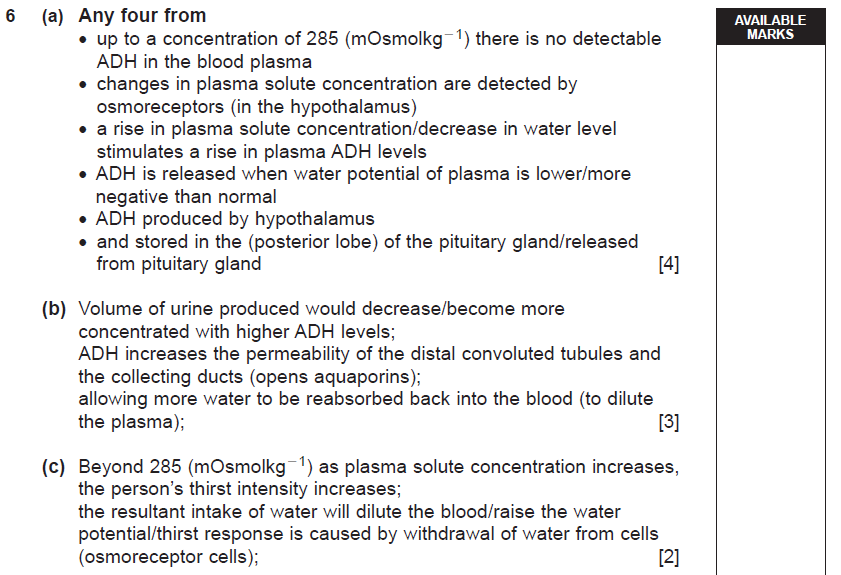 6 (a) Any four from
• up to a concentration of 285 (mOsmolkg⁻¹) there is no detectable
ADH in the blood plasma
• changes in plasma solute concentration are detected by
osmoreceptors (in the hypothalamus)
• a rise in plasma solute concentration/decrease in water level
stimulates a rise in plasma ADH levels
• ADH is released when water potential of plasma is lower/more
negative than normal
• ADH produced by hypothalamus
• and stored in the (posterior lobe) of the pituitary gland/released
from pituitary gland [4]
(b) Volume of urine produced would decrease/become more
concentrated with higher ADH levels;
ADH increases the permeability of the distal convoluted tubules and
the collecting ducts (opens aquaporins);
allowing more water to be reabsorbed back into the blood (to dilute
the plasma); [3]
(c) Beyond 285 (mOsmolkg⁻¹) as plasma solute concentration increases,
the person’s thirst intensity increases;
the resultant intake of water will dilute the blood/raise the water
potential/thirst response is caused by withdrawal of water from cells
(osmoreceptor cells); [2]
AVAILABLE
MARKS